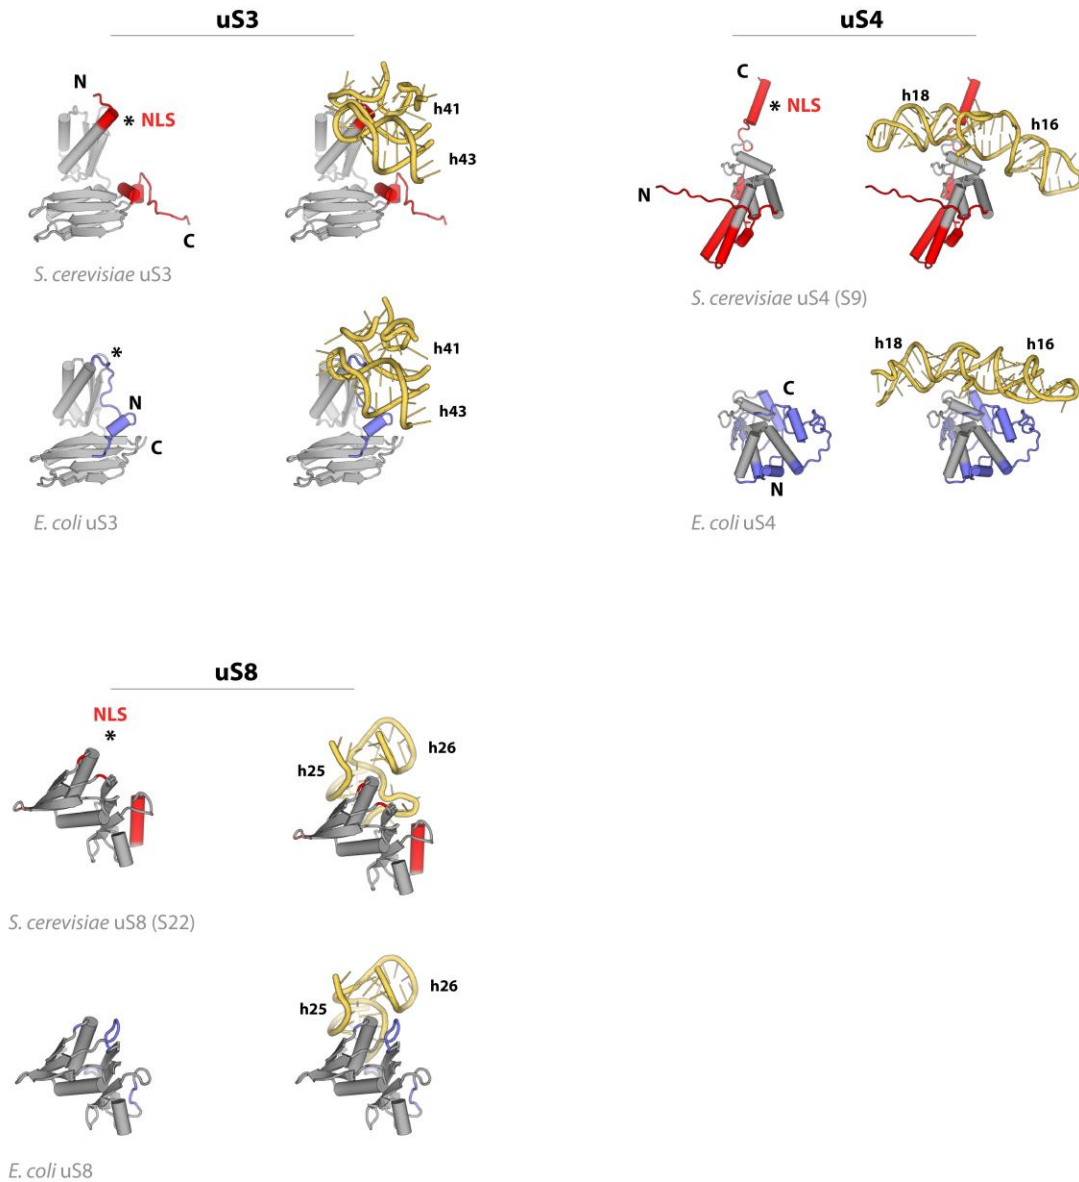 uS3
N
* NLS
C
h41
h43
S. cerevisiae uS3
*
N
C
h41
h43
E. coli uS3
uS4
C
* NLS
N
h18
h16
S. cerevisiae uS4 (S9)
C
N
h18
h16
E. coli uS4
uS8
NLS
*
h25
h26
S. cerevisiae uS8 (S22)
h25
h26
E. coli uS8